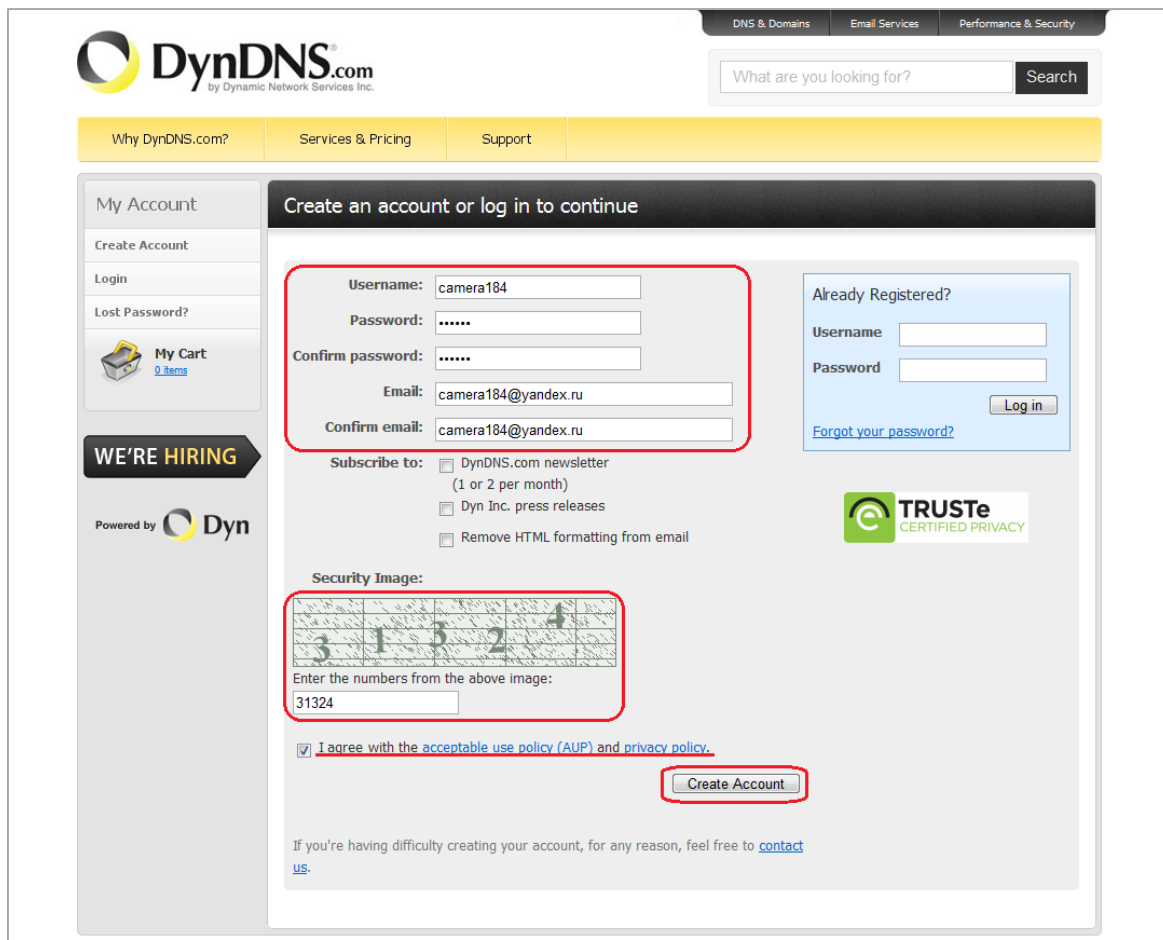 DNS & Domains Email Services Performance & Security
DynDNS.com
by Dynamic Network Services Inc.
What are you looking for? Search
Why DynDNS.com? Services & Pricing Support
My Account
Create Account
Login
Lost Password?
My Cart
0 items
WE'RE HIRING
Powered by Dyn
Create an account or log in to continue
Username: camera184
Password: ••••••
Confirm password: ••••••
Email: camera184@yandex.ru
Confirm email: camera184@yandex.ru
Subscribe to: DynDNS.com newsletter
(1 or 2 per month)
Dyn Inc. press releases
Remove HTML formatting from email
Security Image:
3 1 3 2 4
Enter the numbers from the above image:
31324
I agree with the acceptable use policy (AUP) and privacy policy.
Create Account
If you're having difficulty creating your account, for any reason, feel free to contact
us.
Already Registered?
Username
Password
Log in
Forgot your password?
TRUSTe
CERTIFIED PRIVACY